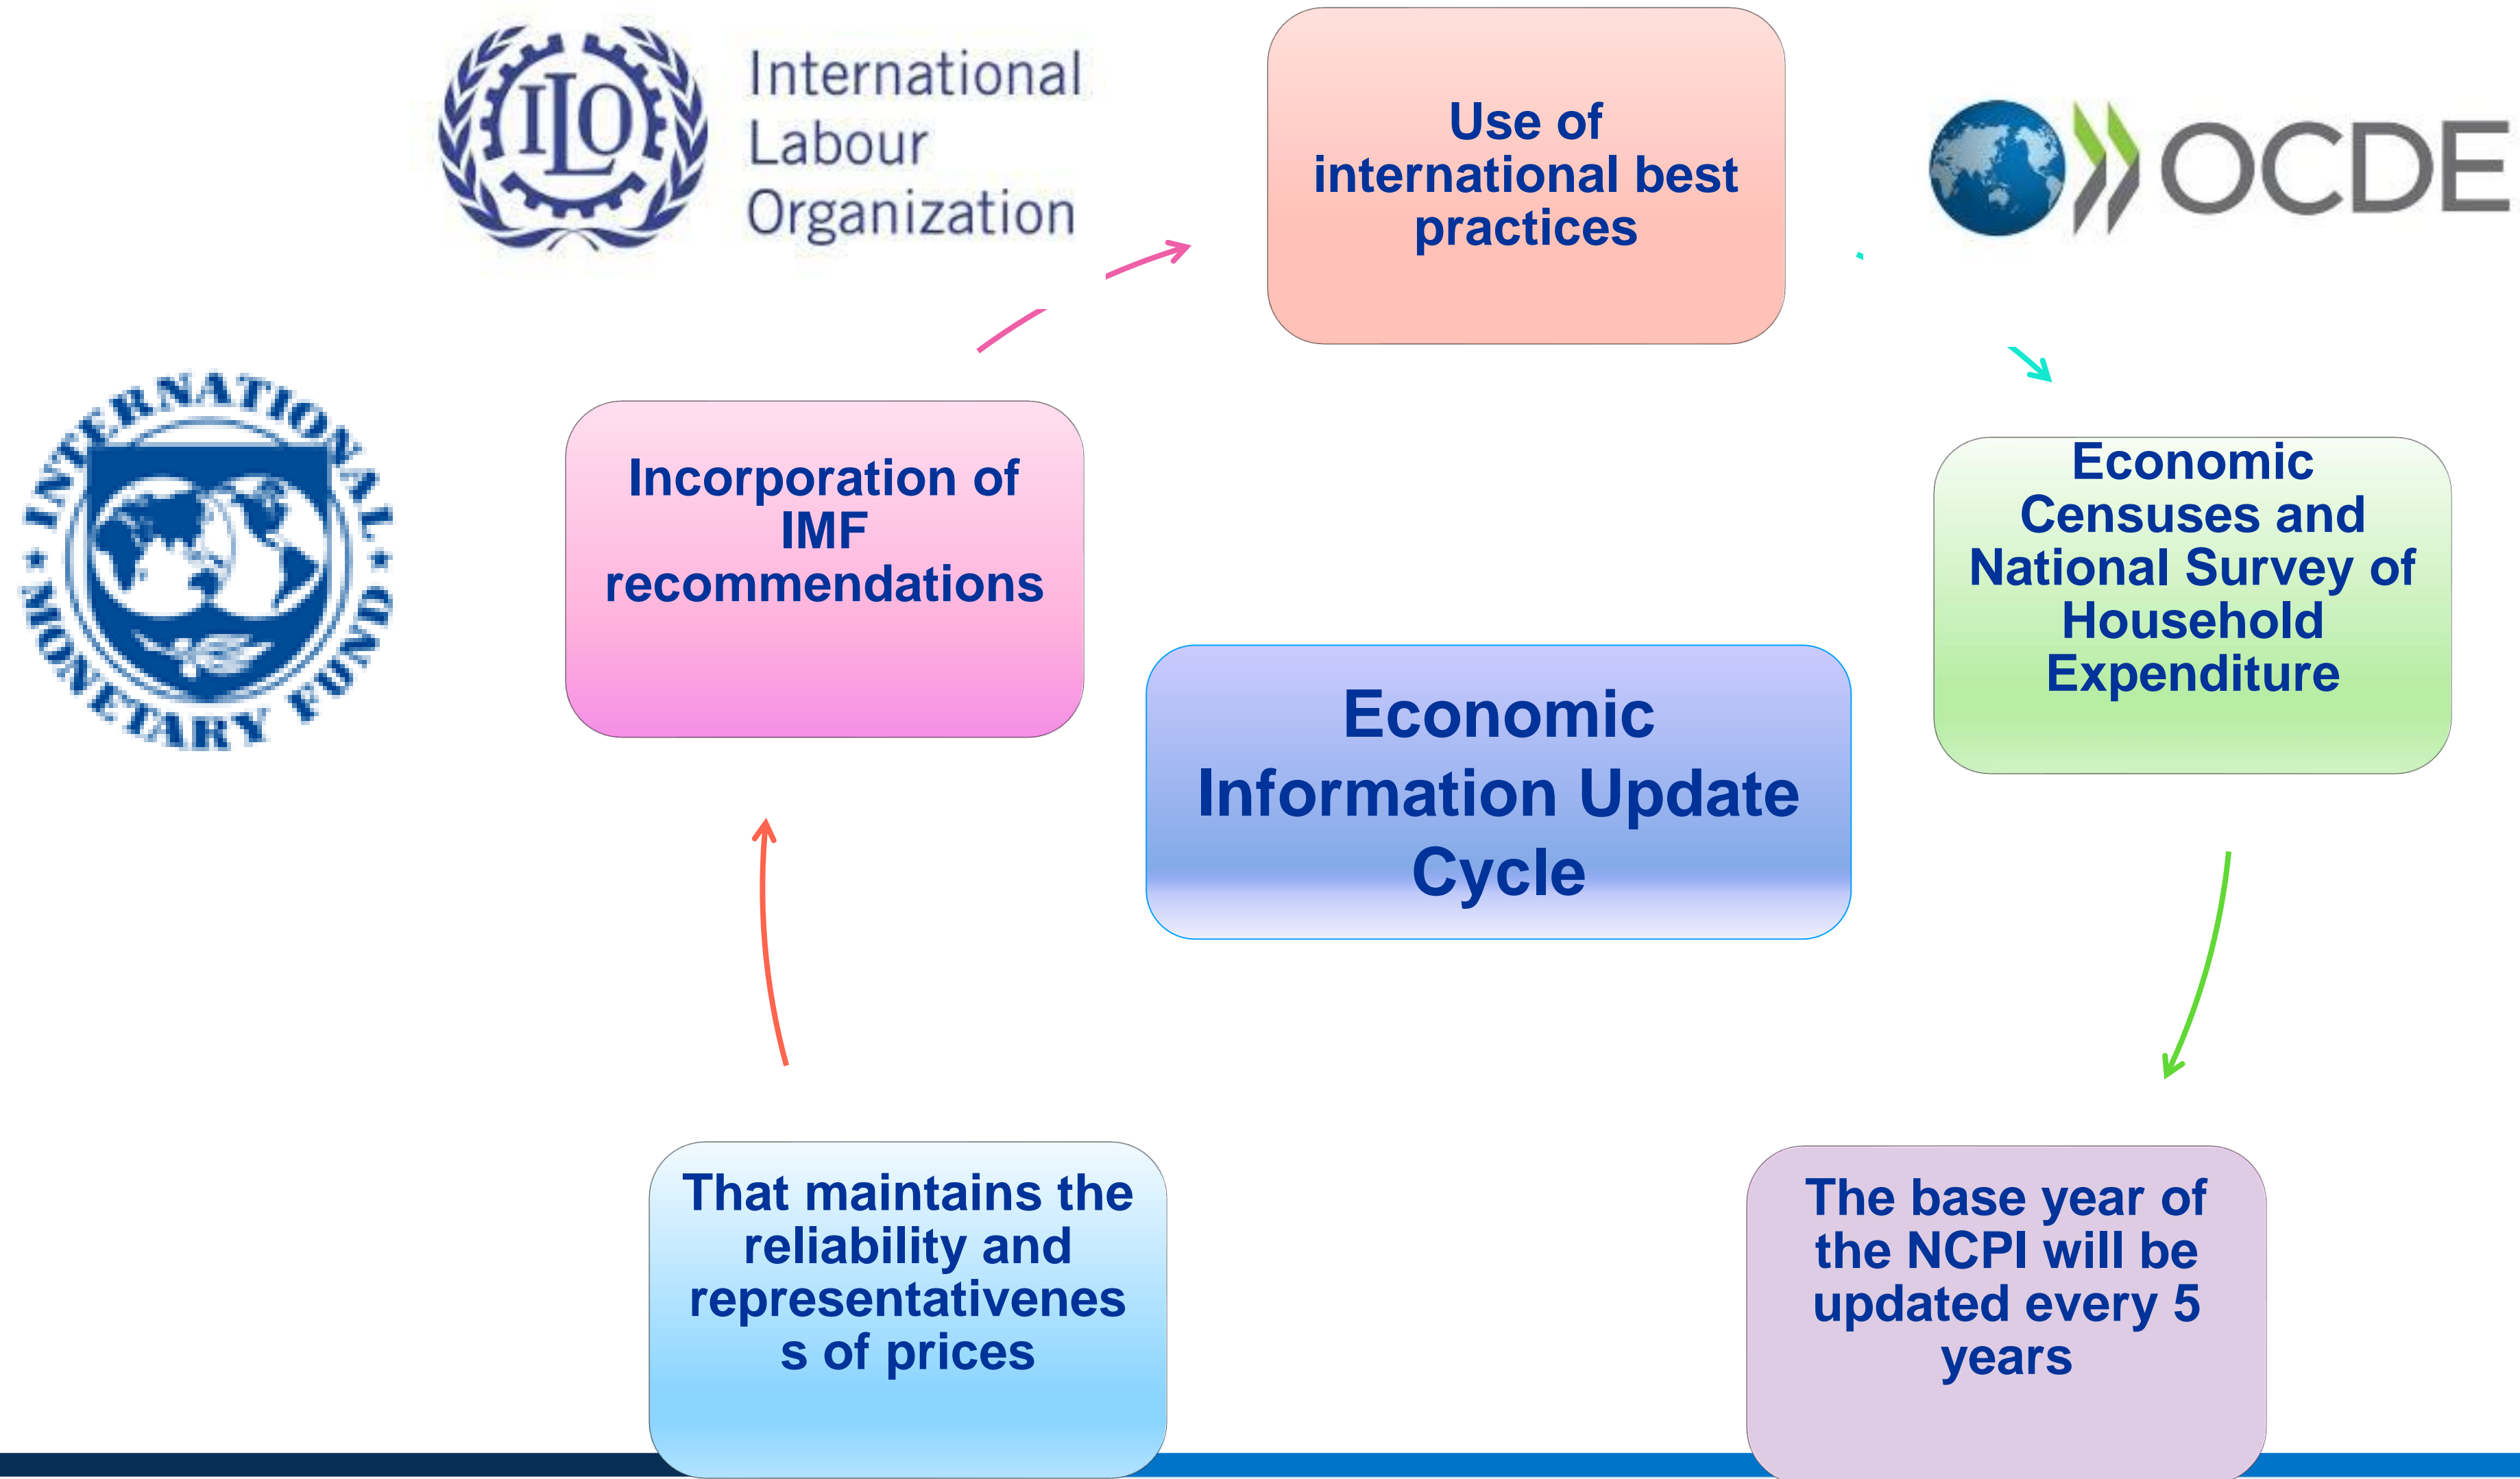 ILO
International
Labour
Organization
Use of
international best
practices
OCDE
INTERNATIONAL MONETARY FUND
Incorporation of
IMF
recommendations
Economic
Censuses and
National Survey of
Household
Expenditure
Economic
Information Update
Cycle
That maintains the
reliability and
representativenes
s of prices
The base year of
the NCPI will be
updated every 5
years